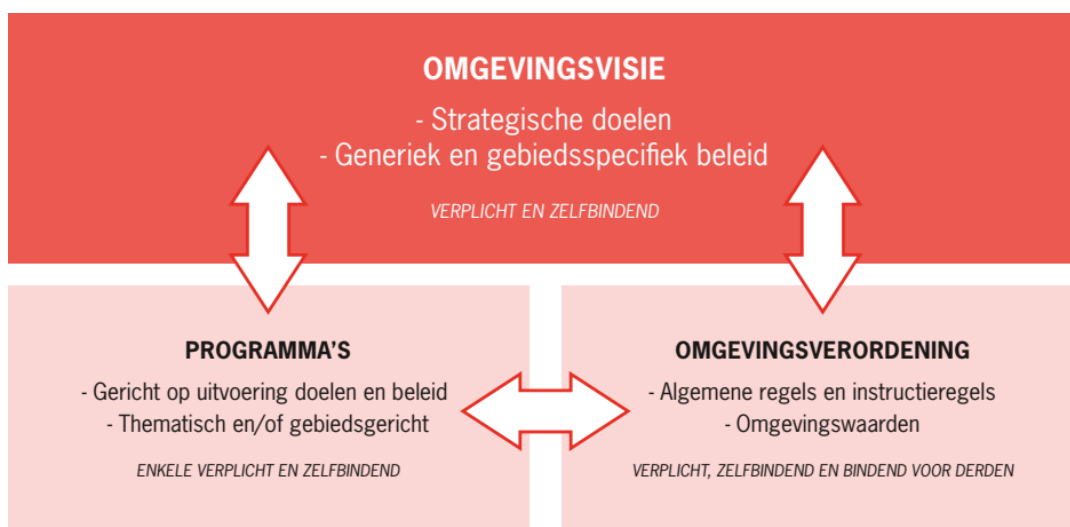 OMGEVINGSVISIE
- Strategische doelen
- Generiek en gebiedsspecifiek beleid
VERPLICHT EN ZELFBINDEND
PROGRAMMA'S
- Gericht op uitvoering doelen en beleid
- Thematisch en/of gebiedsgericht
ENKELE VERPLICHT EN ZELFBINDEND
OMGEVINGSVERORDENING
- Algemene regels en instructieregels
- Omgevingswaarden
VERPLICHT, ZELFBINDEND EN BINDEND VOOR DERDEN